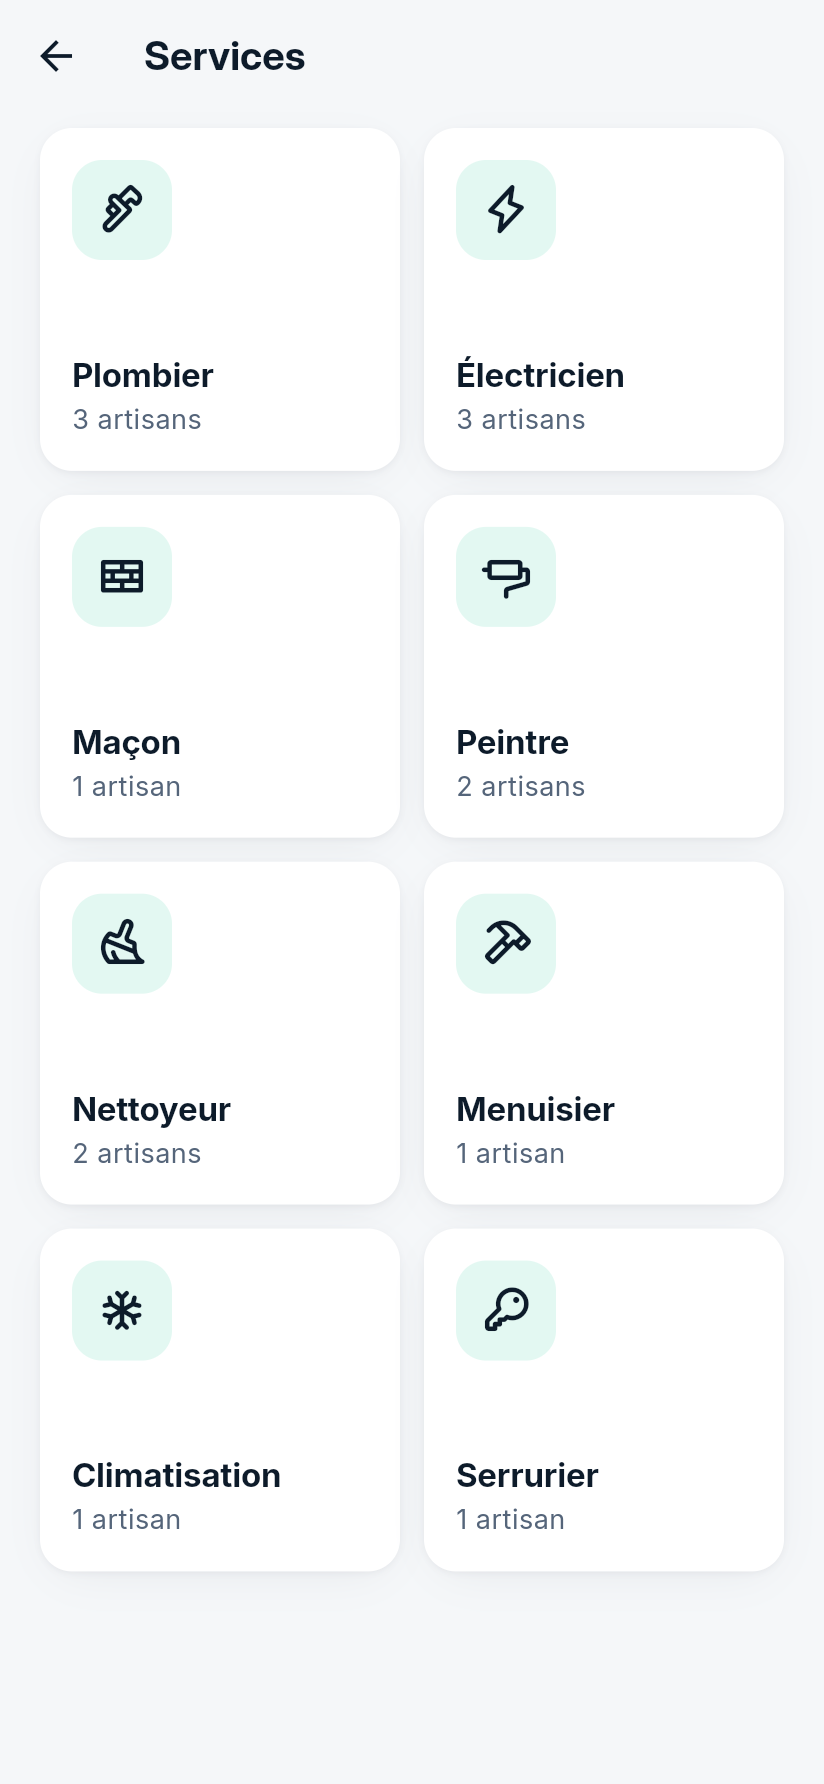 Services
Plombier
3 artisans
Électricien
3 artisans
Maçon
1 artisan
Peintre
2 artisans
Nettoyeur
2 artisans
Menuisier
1 artisan
Climatisation
1 artisan
Serrurier
1 artisan